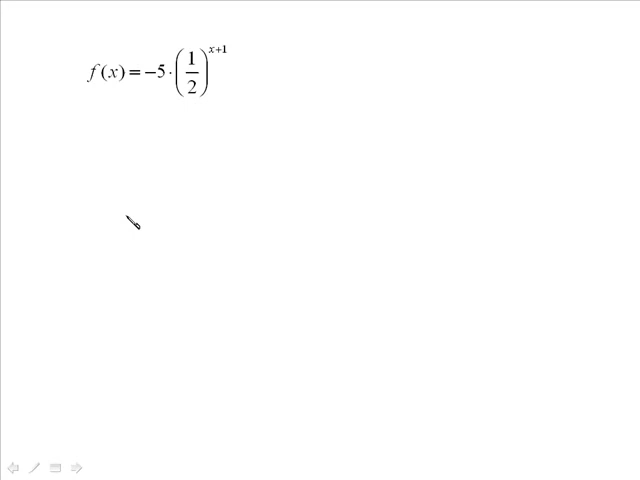 f(x) = −5 · (1/2)^(x+1)